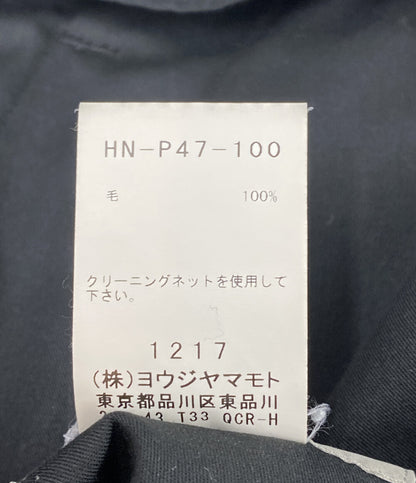 HN-P47-100
毛 100%
クリーニングネットを使用して
下さい。
1217
(株)ヨウジヤマモト
東京都品川区東品川
43 T33 QCR-H